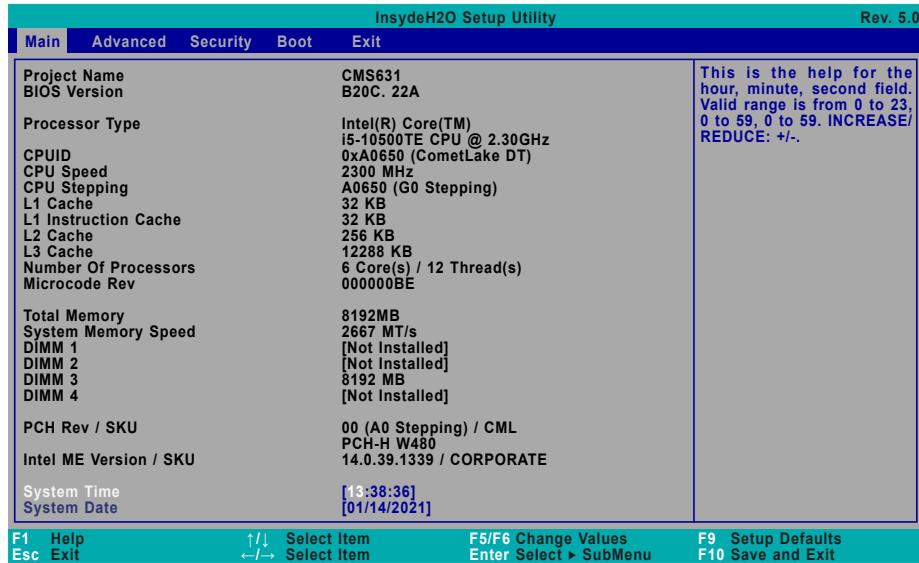 InsydeH2O Setup Utility Rev. 5.0
Main Advanced Security Boot Exit
Project Name CMS631
BIOS Version B20C. 22A
Processor Type Intel(R) Core(TM)
i5-10500TE CPU @ 2.30GHz
CPUID 0xA0650 (CometLake DT)
CPU Speed 2300 MHz
CPU Stepping A0650 (G0 Stepping)
L1 Cache 32 KB
L1 Instruction Cache 32 KB
L2 Cache 256 KB
L3 Cache 12288 KB
Number Of Processors 6 Core(s) / 12 Thread(s)
Microcode Rev 000000BE
Total Memory 8192MB
System Memory Speed 2667 MT/s
DIMM 1 [Not Installed]
DIMM 2 [Not Installed]
DIMM 3 8192 MB
DIMM 4 [Not Installed]
PCH Rev / SKU 00 (A0 Stepping) / CML
PCH-H W480
Intel ME Version / SKU 14.0.39.1339 / CORPORATE
System Time [13:38:36]
System Date [01/14/2021]
This is the help for the
hour, minute, second field.
Valid range is from 0 to 23,
0 to 59, 0 to 59. INCREASE/
REDUCE: +/-.
F1 Help ↑/↓ Select Item F5/F6 Change Values F9 Setup Defaults
Esc Exit ←/→ Select Item Enter Select ▸ SubMenu F10 Save and Exit